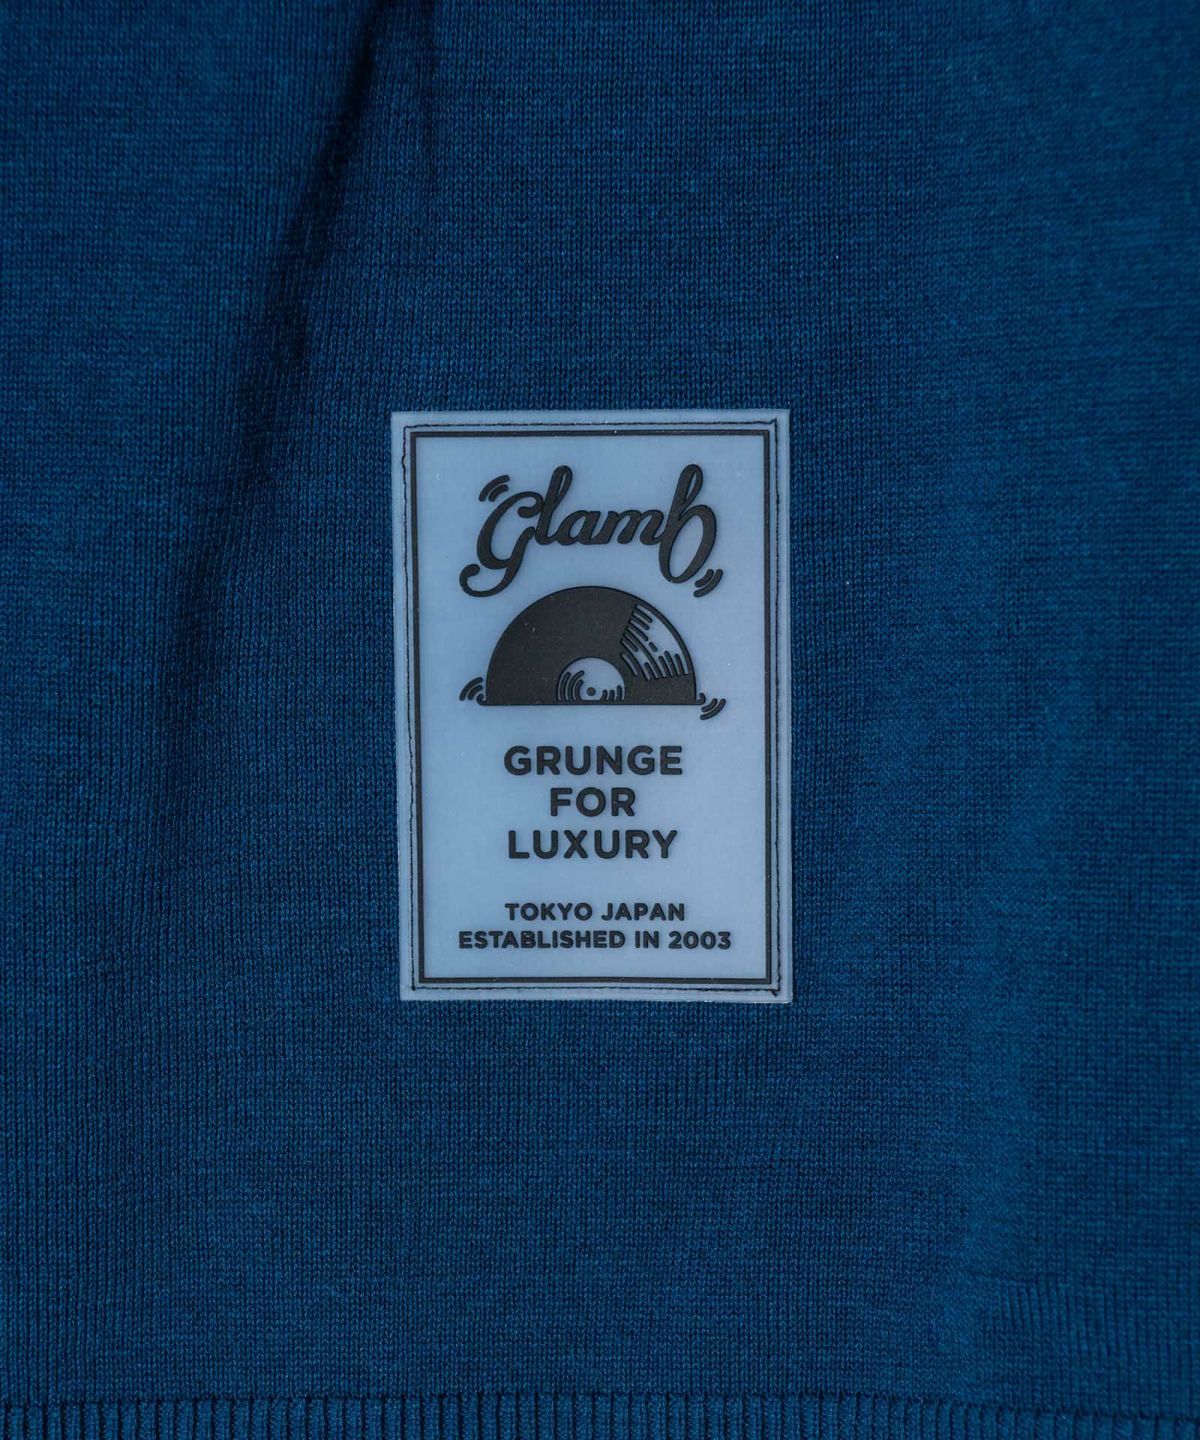 glamb
GRUNGE
FOR
LUXURY
TOKYO JAPAN
ESTABLISHED IN 2003